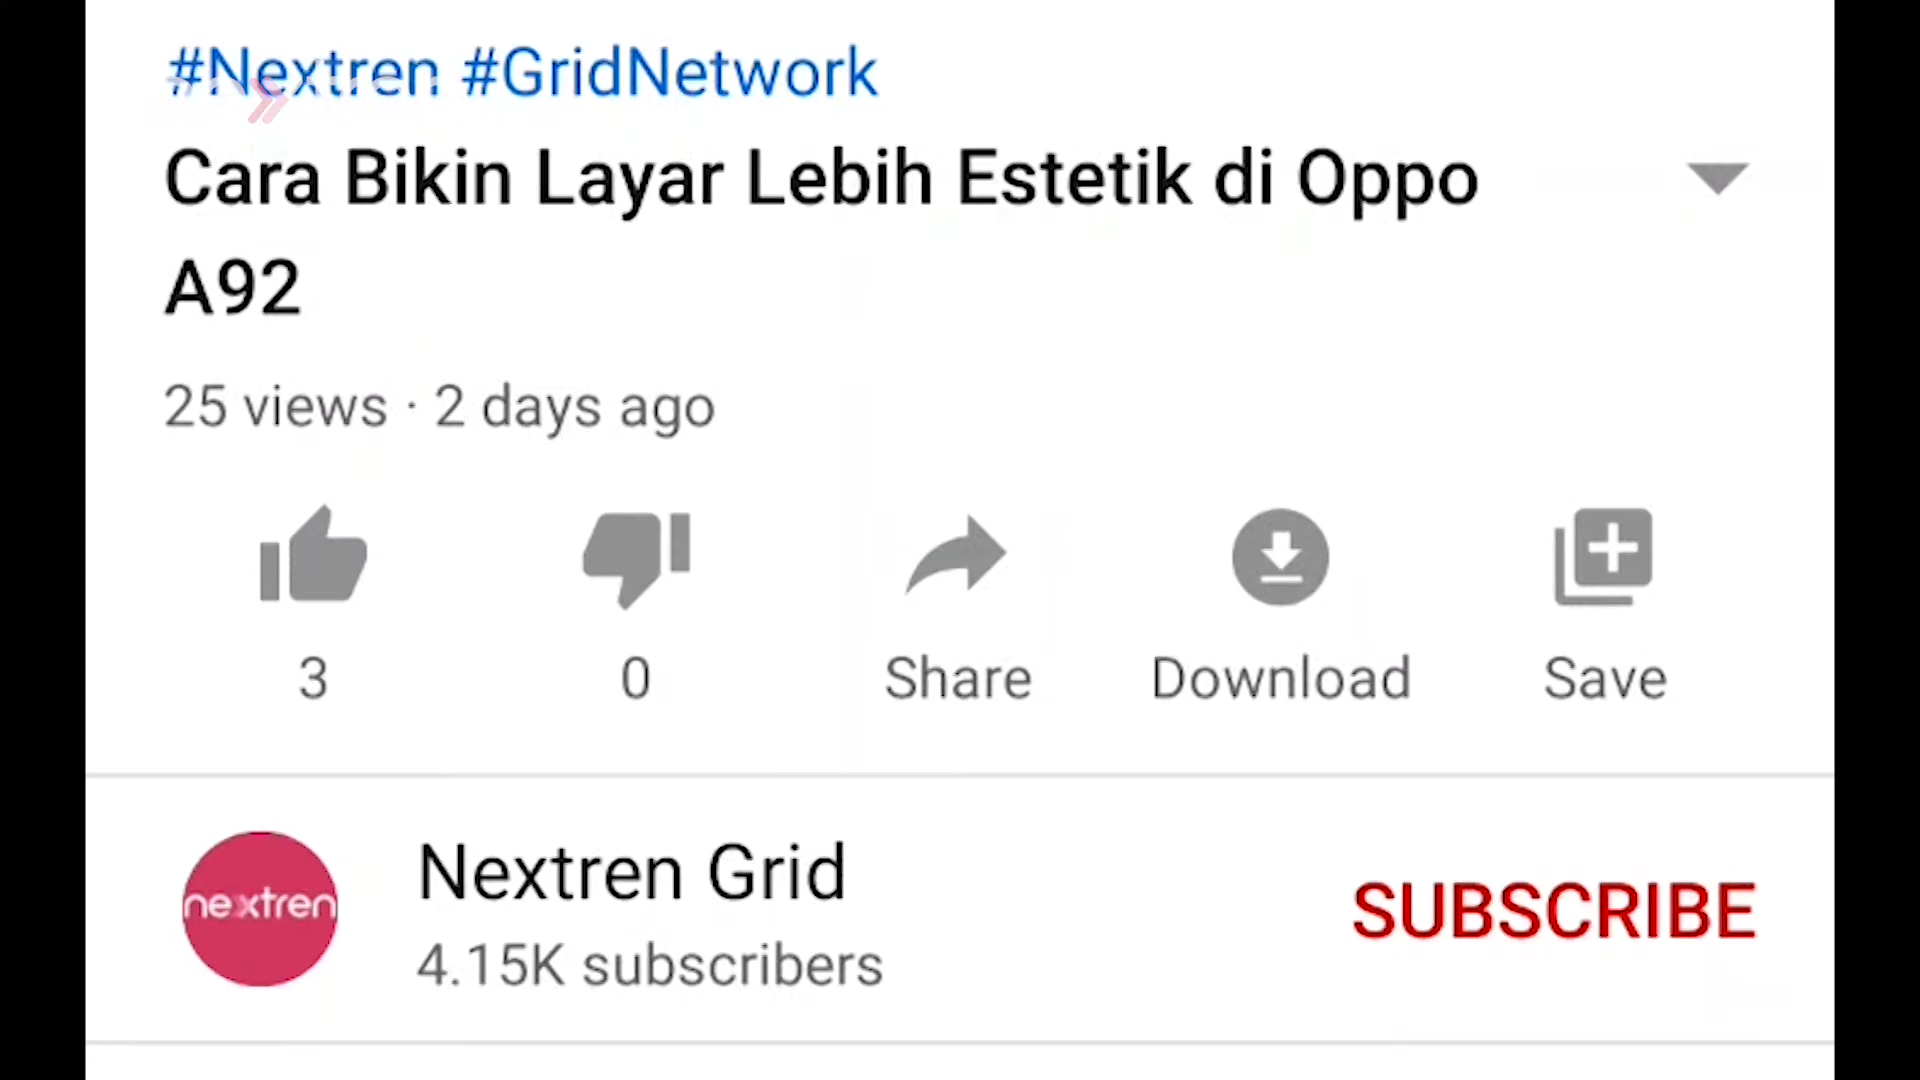 #Nextren #GridNetwork
Cara Bikin Layar Lebih Estetik di Oppo
A92
25 views · 2 days ago
3 0 Share Download Save
nextren
Nextren Grid
4.15K subscribers
SUBSCRIBE